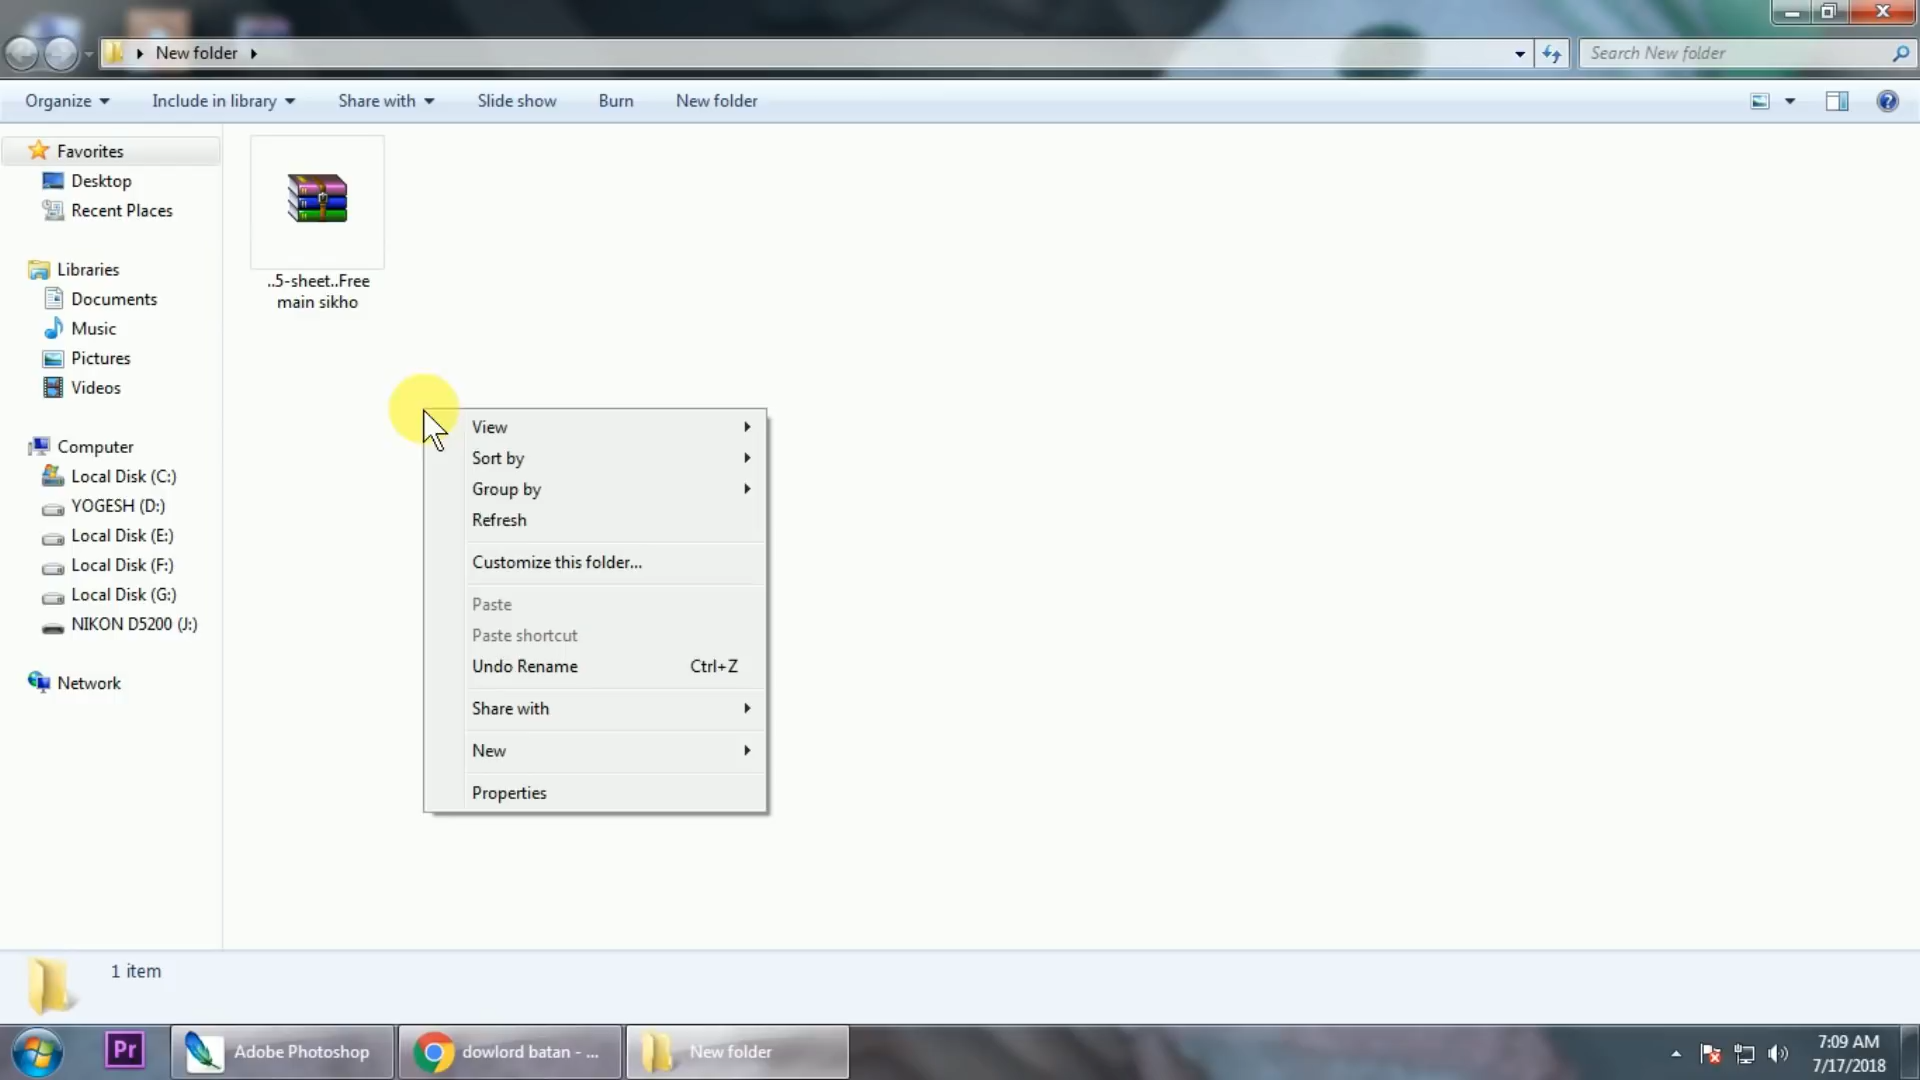 New folder
Search New folder
Organize
Include in library
Share with
Slide show
Burn
New folder
Favorites
Desktop
Recent Places
Libraries
Documents
Music
Pictures
Videos
Computer
Local Disk (C:)
YOGESH (D:)
Local Disk (E:)
Local Disk (F:)
Local Disk (G:)
NIKON D5200 (J:)
Network
..5-sheet..Free
main sikho
View
Sort by
Group by
Refresh
Customize this folder...
Paste
Paste shortcut
Undo Rename Ctrl+Z
Share with
New
Properties
1 item
Pr
Adobe Photoshop
dowlord batan - ...
New folder
7:09 AM
7/17/2018